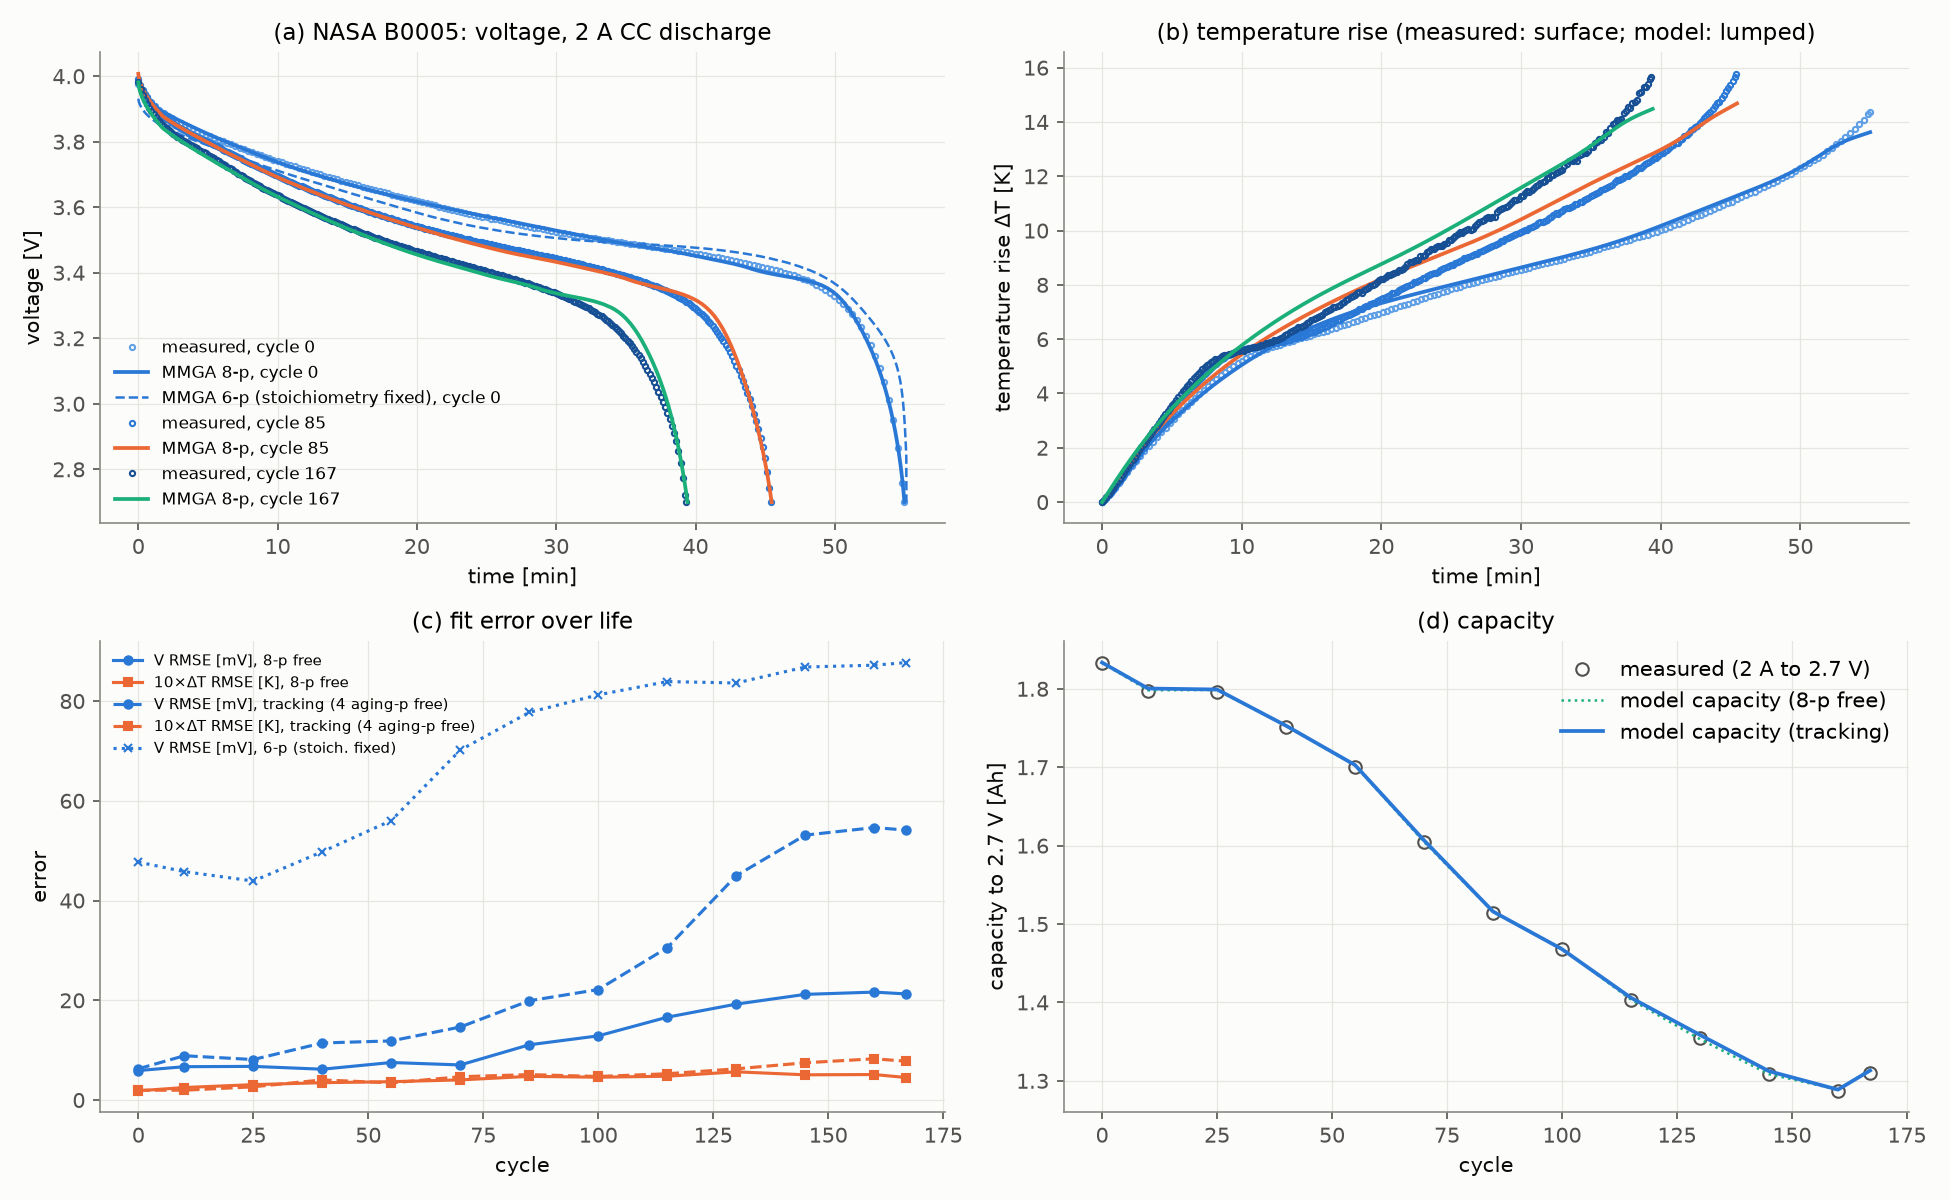 (a) NASA B0005: voltage, 2 A CC discharge
voltage [V]
4.0
3.8
3.6
3.4
3.2
3.0
2.8
measured, cycle 0
MMGA 8-p, cycle 0
MMGA 6-p (stoichiometry fixed), cycle 0
measured, cycle 85
MMGA 8-p, cycle 85
measured, cycle 167
MMGA 8-p, cycle 167
0 10 20 30 40 50
time [min]
(b) temperature rise (measured: surface; model: lumped)
temperature rise ΔT [K]
16
14
12
10
8
6
4
2
0
0 10 20 30 40 50
time [min]
(c) fit error over life
error
80
60
40
20
0
V RMSE [mV], 8-p free
10×ΔT RMSE [K], 8-p free
V RMSE [mV], tracking (4 aging-p free)
10×ΔT RMSE [K], tracking (4 aging-p free)
V RMSE [mV], 6-p (stoich. fixed)
0 25 50 75 100 125 150 175
cycle
(d) capacity
capacity to 2.7 V [Ah]
1.8
1.7
1.6
1.5
1.4
1.3
measured (2 A to 2.7 V)
model capacity (8-p free)
model capacity (tracking)
0 25 50 75 100 125 150 175
cycle